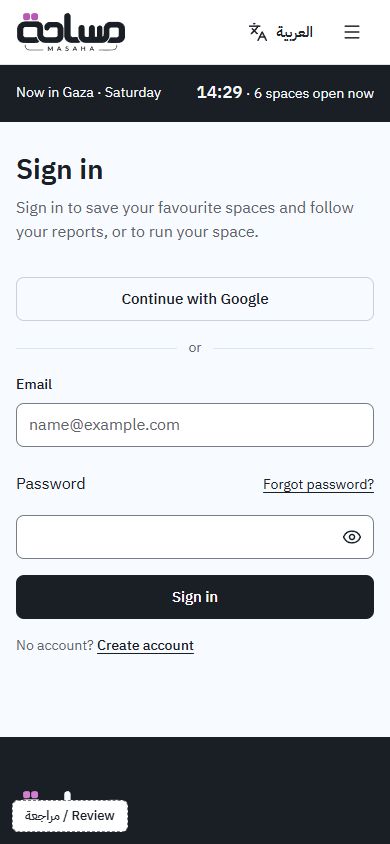 مساحة
MASAHA
العربية
Now in Gaza · Saturday
14:29 · 6 spaces open now
Sign in
Sign in to save your favourite spaces and follow
your reports, or to run your space.
Continue with Google
or
Email
name@example.com
Password
Forgot password?
Sign in
No account? Create account
مراجعة / Review